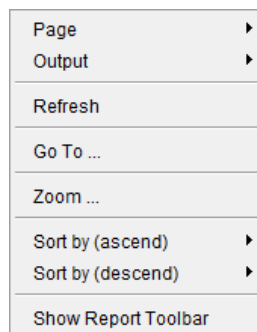 Page
Output
Refresh
Go To ...
Zoom ...
Sort by (ascend)
Sort by (descend)
Show Report Toolbar